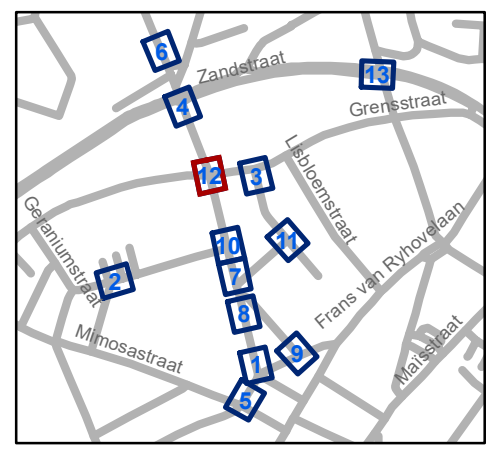 6
Zandstraat
13
4
Grensstraat
Lisbloemstraat
12
3
Geraniumstraat
10
11
7
2
Frans van Ryhovelaan
8
Mimosastraat
9
Maïsstraat
1
5